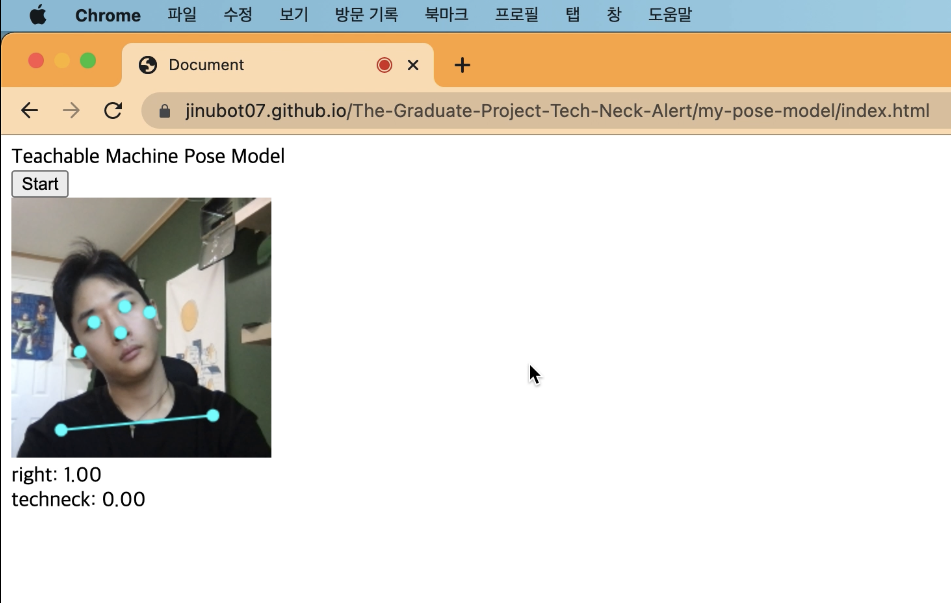 Chrome 파일 수정 보기 방문 기록 북마크 프로필 탭 창 도움말
Document
jinubot07.github.io/The-Graduate-Project-Tech-Neck-Alert/my-pose-model/index.html
Teachable Machine Pose Model
Start
right: 1.00
techneck: 0.00